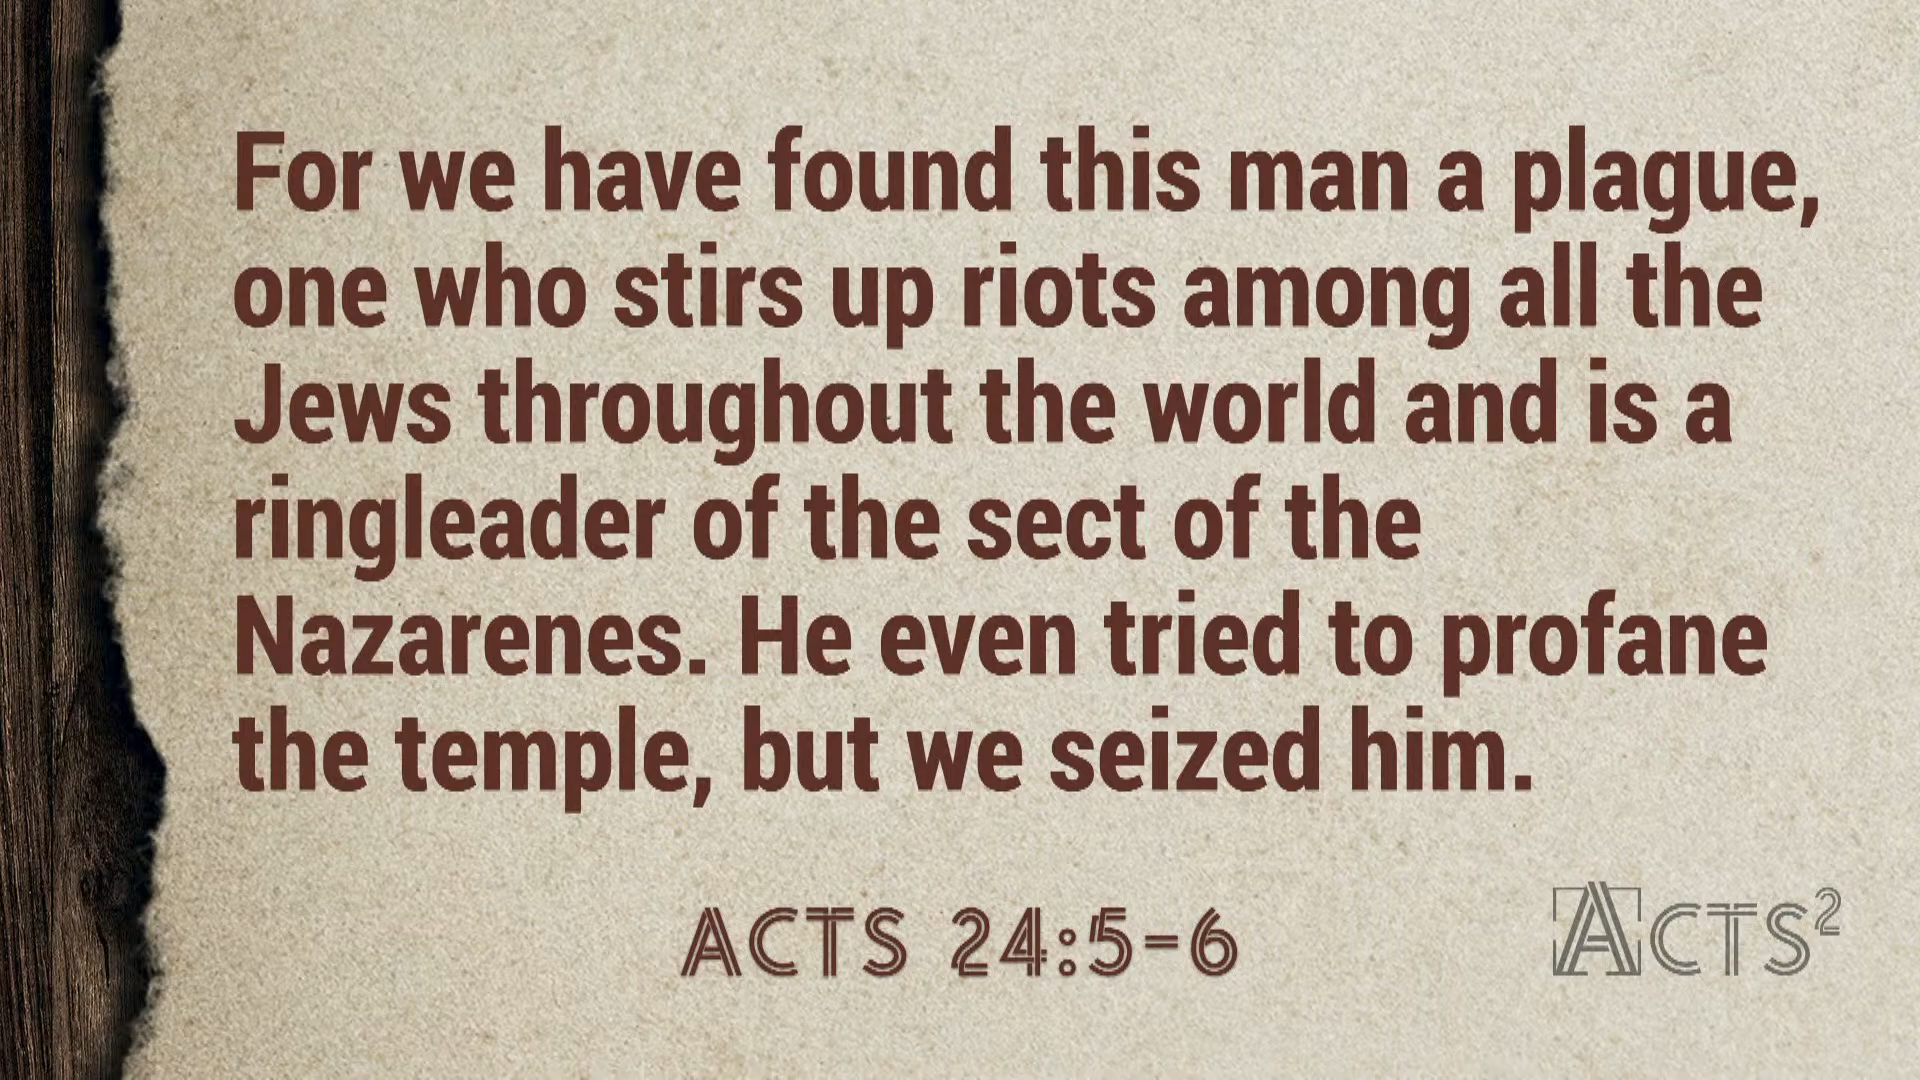 For we have found this man a plague,
one who stirs up riots among all the
Jews throughout the world and is a
ringleader of the sect of the
Nazarenes. He even tried to profane
the temple, but we seized him.
ACTS 24:5-6
ACTS²